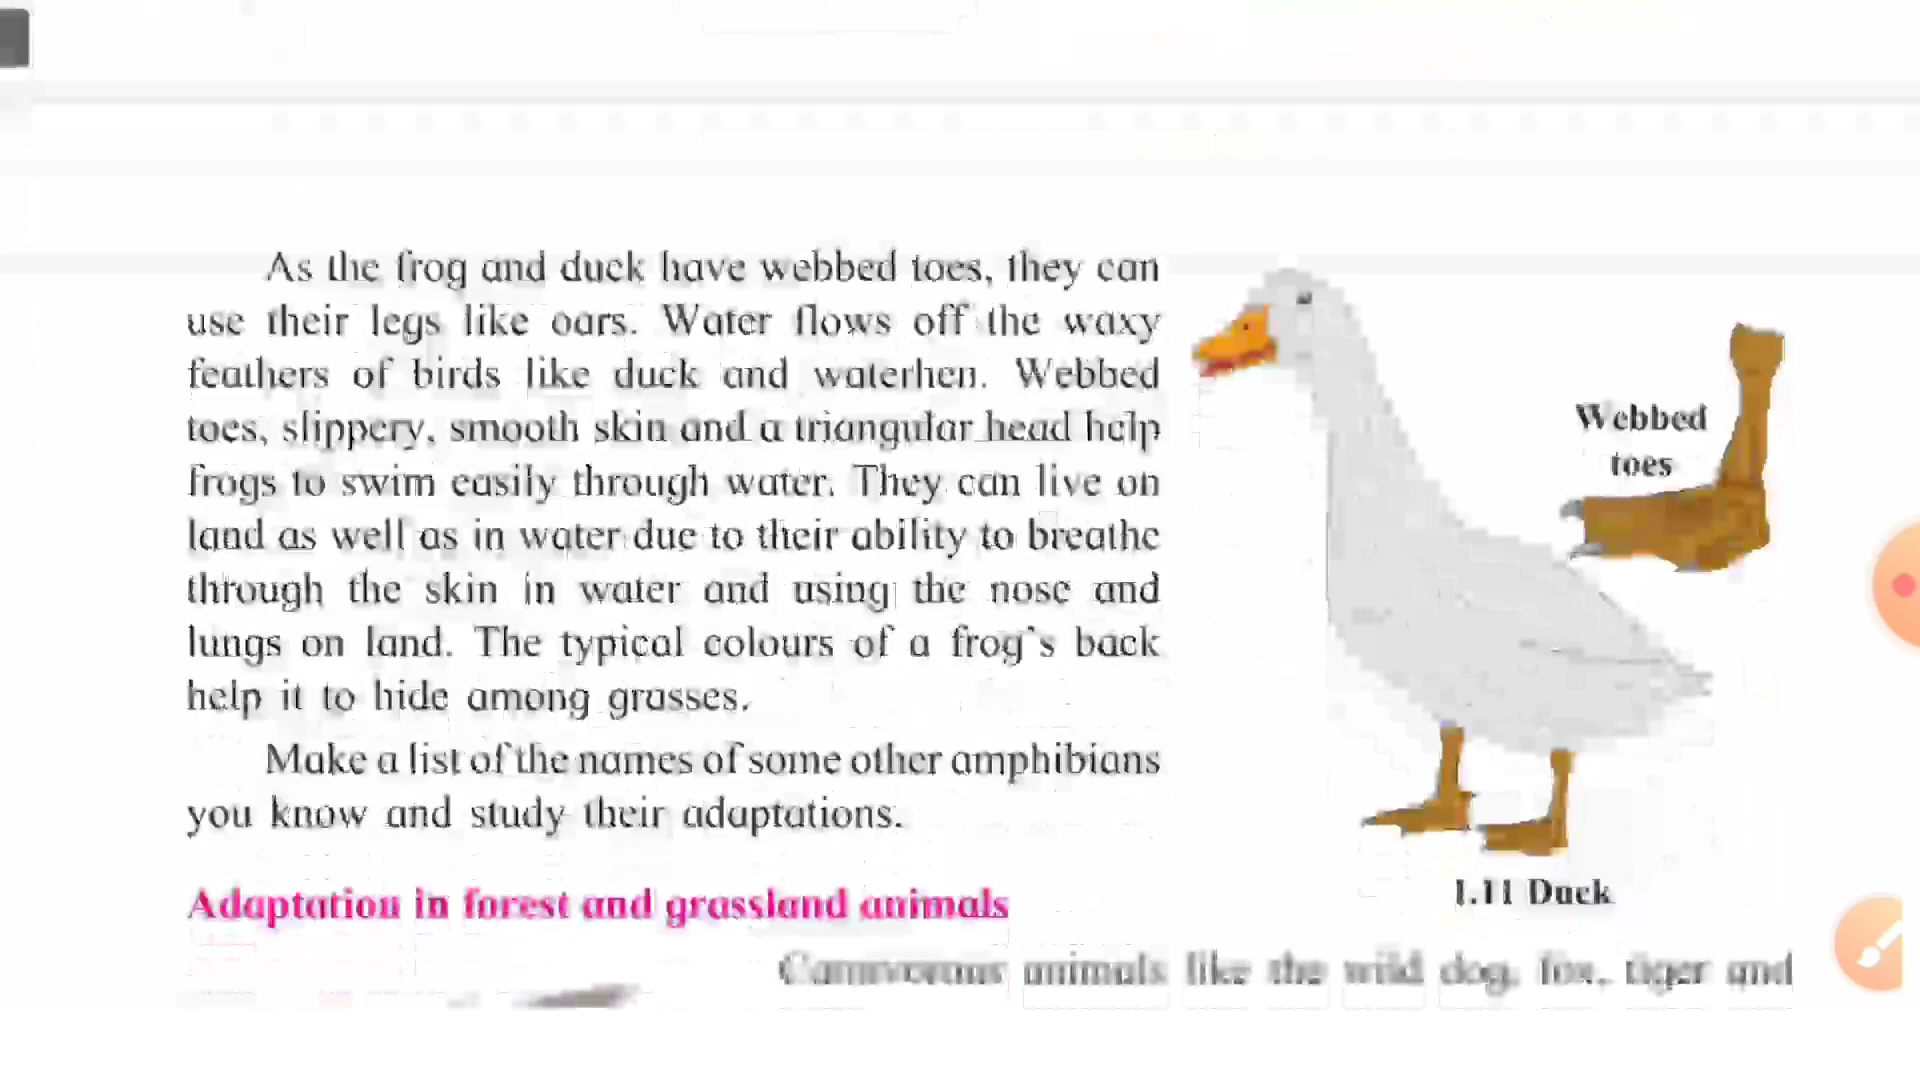 As the frog and duck have webbed toes, they can
use their legs like oars. Water flows off the waxy
feathers of birds like duck and waterhen. Webbed
toes, slippery, smooth skin and a triangular head help
frogs to swim easily through water. They can live on
land as well as in water due to their ability to breathe
through the skin in water and using the nose and
lungs on land. The typical colours of a frog's back
help it to hide among grasses.
Make a list of the names of some other amphibians
you know and study their adaptations.
Webbed
toes
1.11 Duck
Adaptation in forest and grassland animals
Carnivorous animals like the wild dog, fox, tiger and